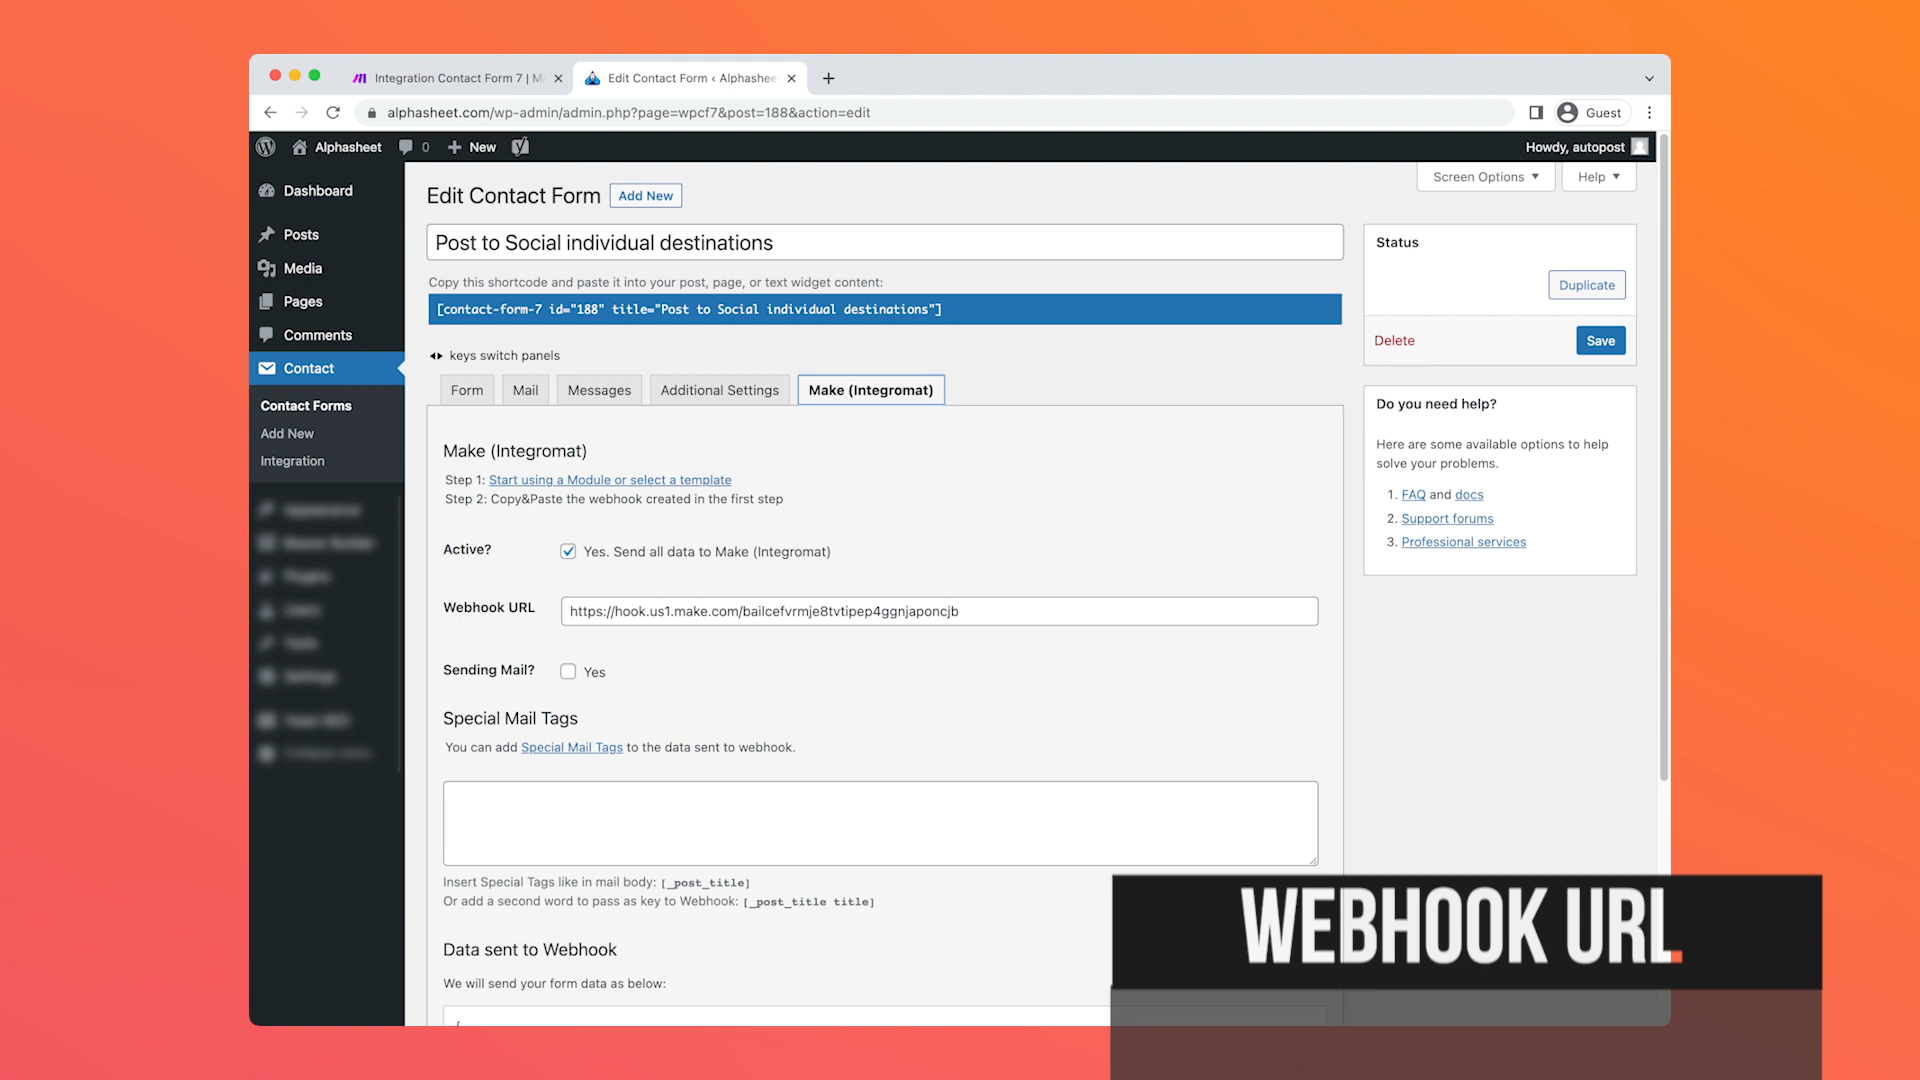 Integration Contact Form 7 | M
Edit Contact Form ‹ Alphashee
alphasheet.com/wp-admin/admin.php?page=wpcf7&post=188&action=edit
Guest
Alphasheet
0
New
Howdy, autopost
Dashboard
Posts
Media
Pages
Comments
Contact
Contact Forms
Add New
Integration
Screen Options
Help
Edit Contact Form
Add New
Post to Social individual destinations
Copy this shortcode and paste it into your post, page, or text widget content:
[contact-form-7 id="188" title="Post to Social individual destinations"]
keys switch panels
Form
Mail
Messages
Additional Settings
Make (Integromat)
Make (Integromat)
Step 1: Start using a Module or select a template
Step 2: Copy&Paste the webhook created in the first step
Active?
Yes. Send all data to Make (Integromat)
Webhook URL
https://hook.us1.make.com/bailcefvrmje8tvtipep4ggnjaponcjb
Sending Mail?
Yes
Special Mail Tags
You can add Special Mail Tags to the data sent to webhook.
Insert Special Tags like in mail body: [_post_title]
Or add a second word to pass as key to Webhook: [_post_title title]
Data sent to Webhook
We will send your form data as below:
Status
Duplicate
Delete
Save
Do you need help?
Here are some available options to help
solve your problems.
1. FAQ and docs
2. Support forums
3. Professional services
WEBHOOK URL.